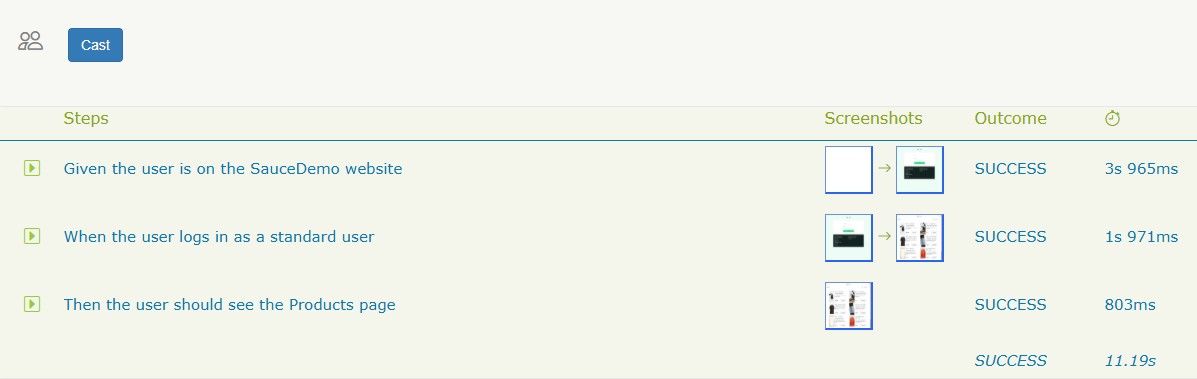 Cast
Steps Screenshots Outcome
Given the user is on the SauceDemo website SUCCESS 3s 965ms
When the user logs in as a standard user SUCCESS 1s 971ms
Then the user should see the Products page SUCCESS 803ms
SUCCESS 11.19s